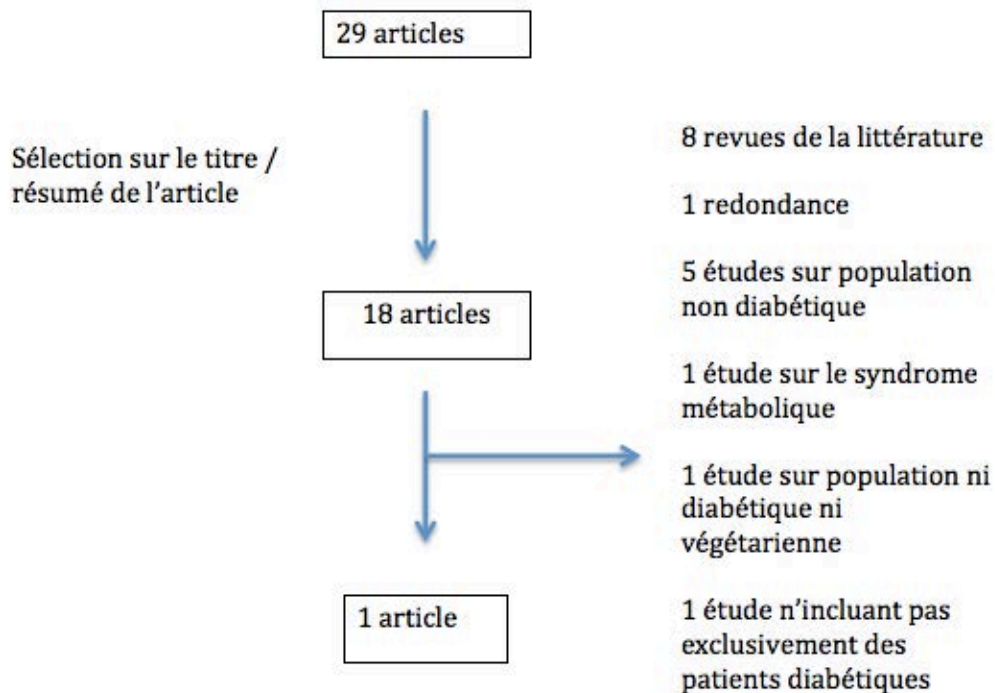 29 articles
Sélection sur le titre /
résumé de l'article
18 articles
8 revues de la littérature
1 redondance
5 études sur population
non diabétique
1 étude sur le syndrome
métabolique
1 étude sur population ni
diabétique ni
végétarienne
1 étude n'incluant pas
exclusivement des
patients diabétiques
1 article